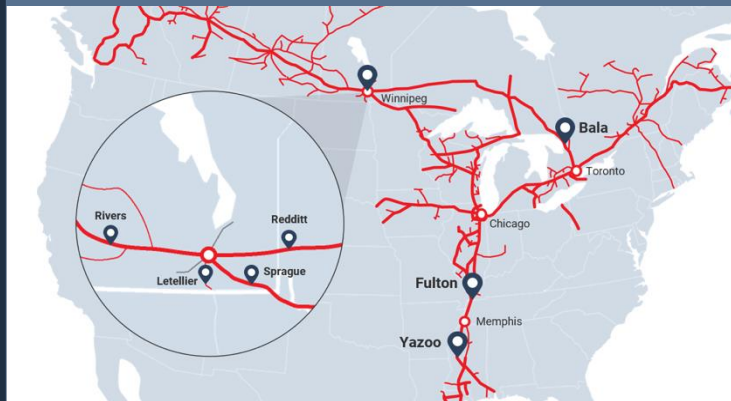 Winnipeg
Bala
Toronto
Rivers
Redditt
Chicago
Letellier
Sprague
Fulton
Memphis
Yazoo